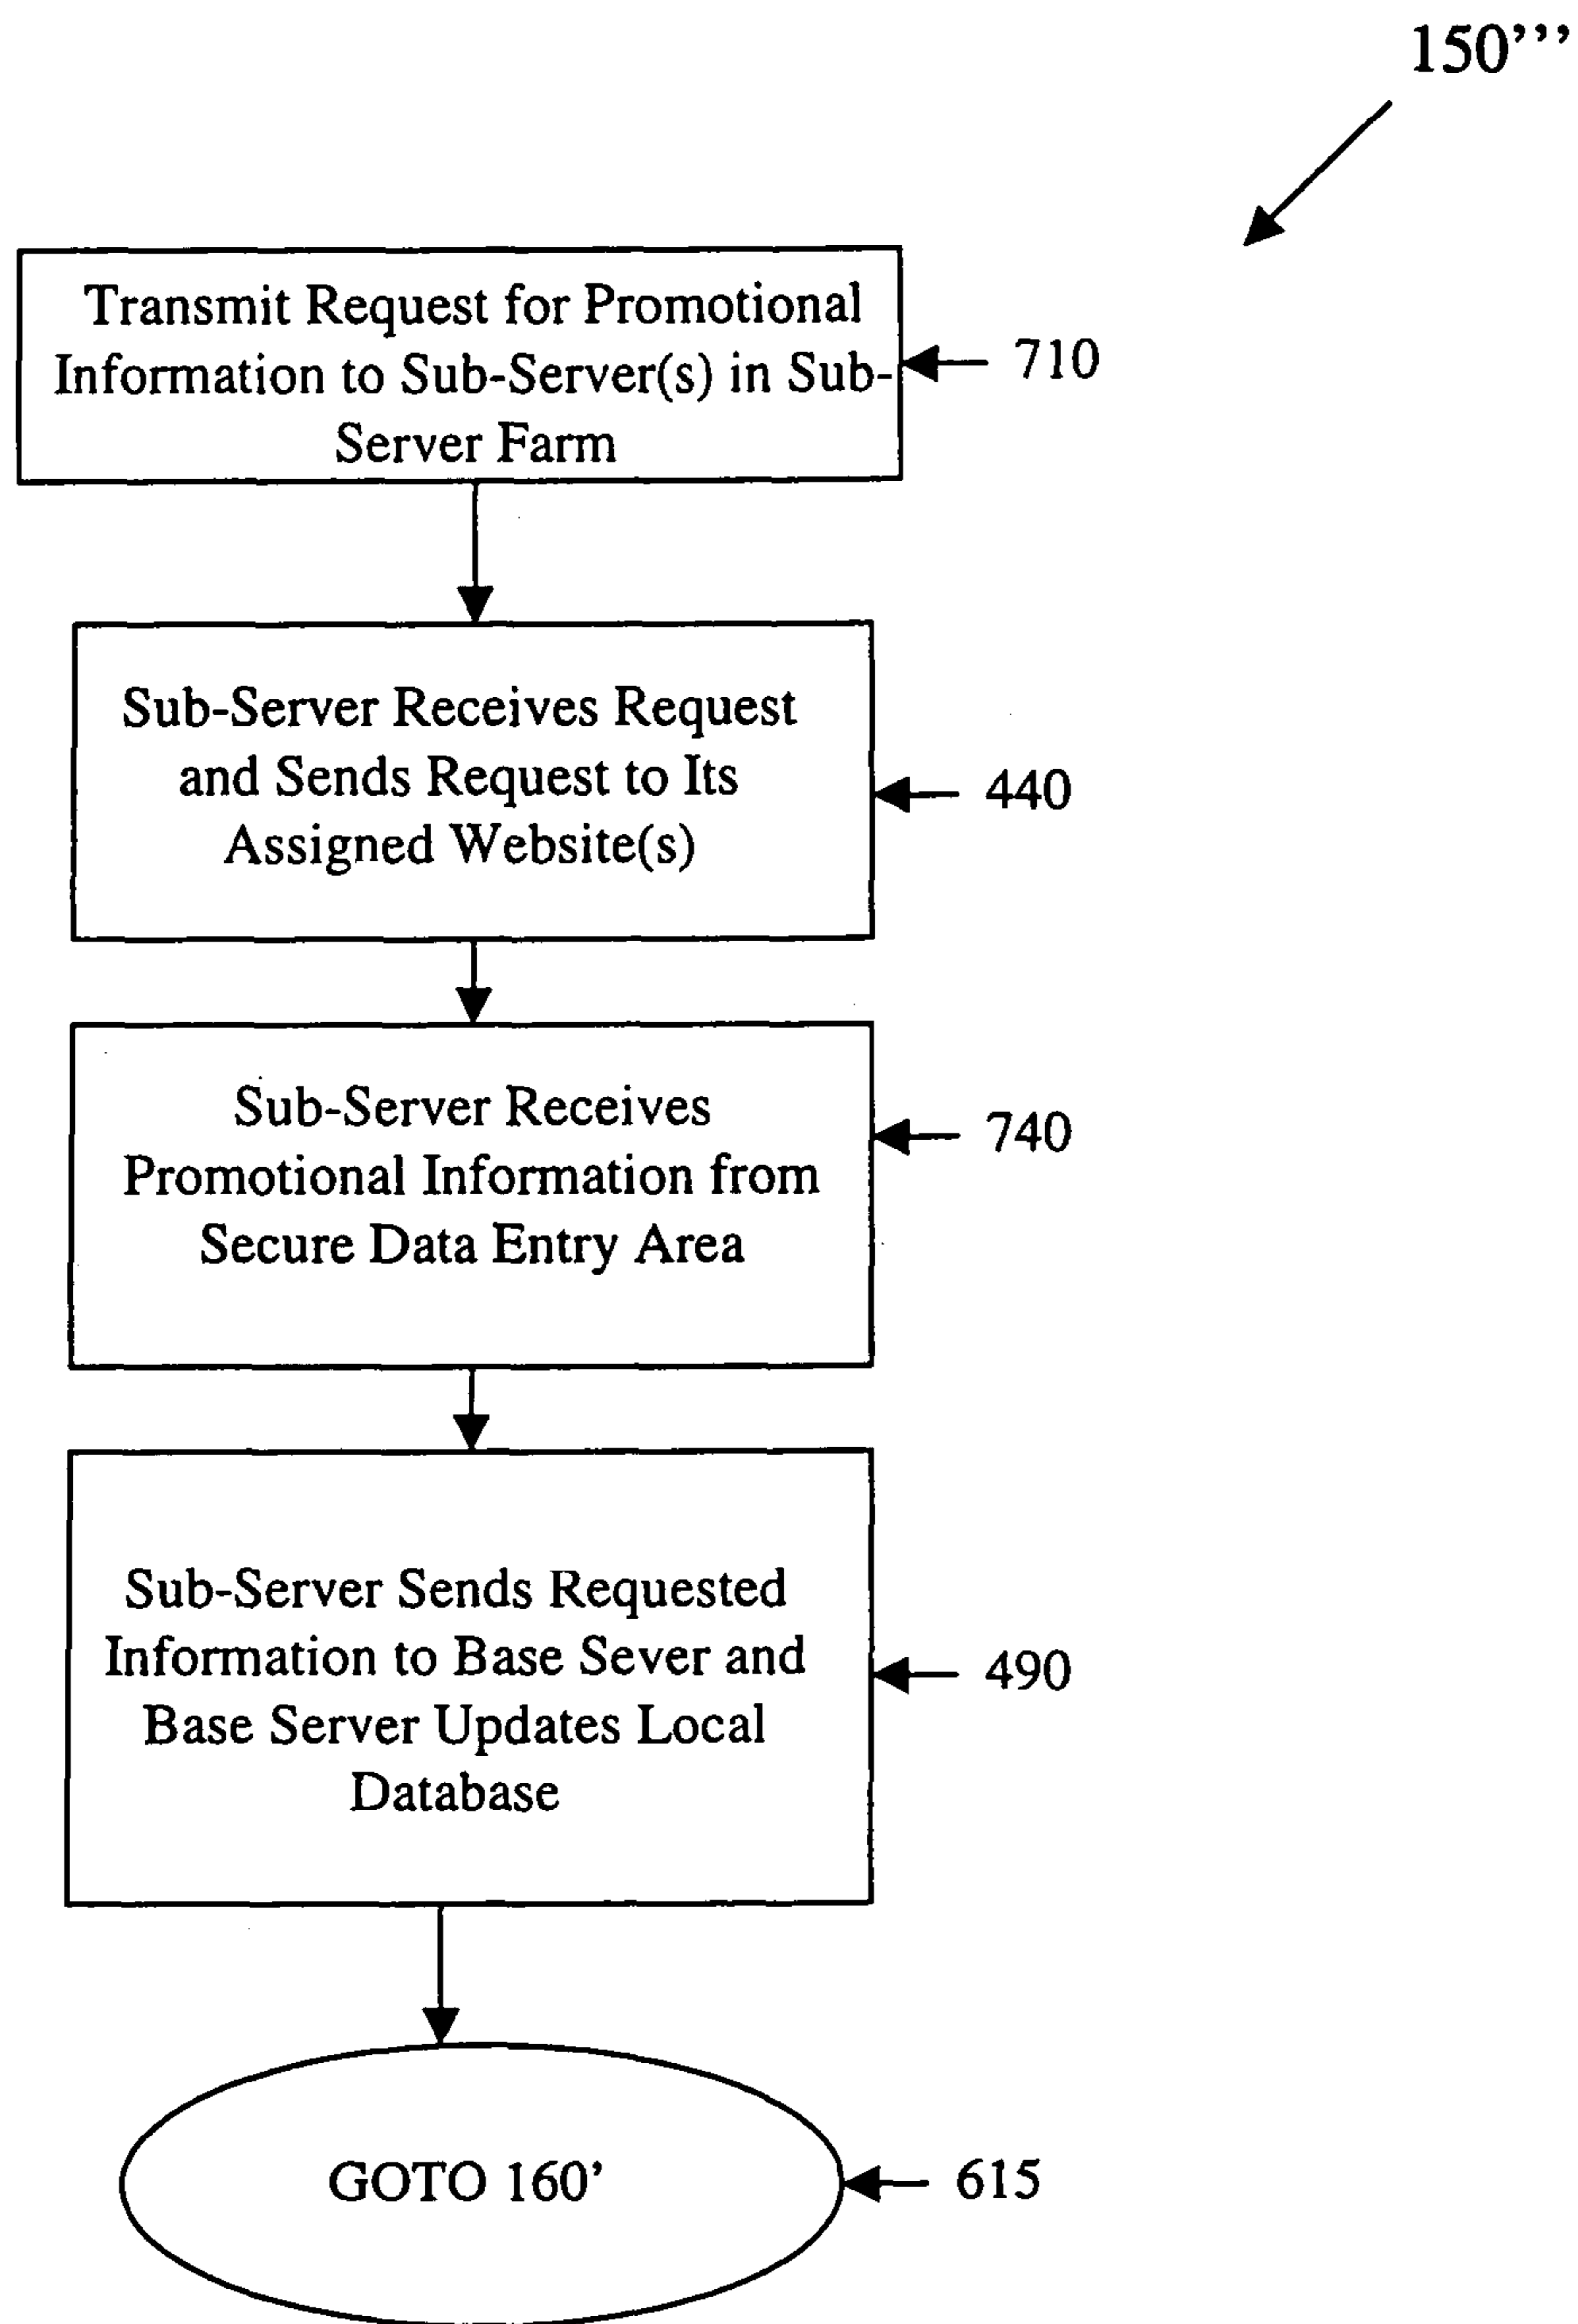 150’’’
Transmit Request for Promotional
Information to Sub-Server(s) in Sub-
Server Farm
710
Sub-Server Receives Request
and Sends Request to Its
Assigned Website(s)
440
Sub-Server Receives
Promotional Information from
Secure Data Entry Area
740
Sub-Server Sends Requested
Information to Base Sever and
Base Server Updates Local
Database
490
GOTO 160’
615